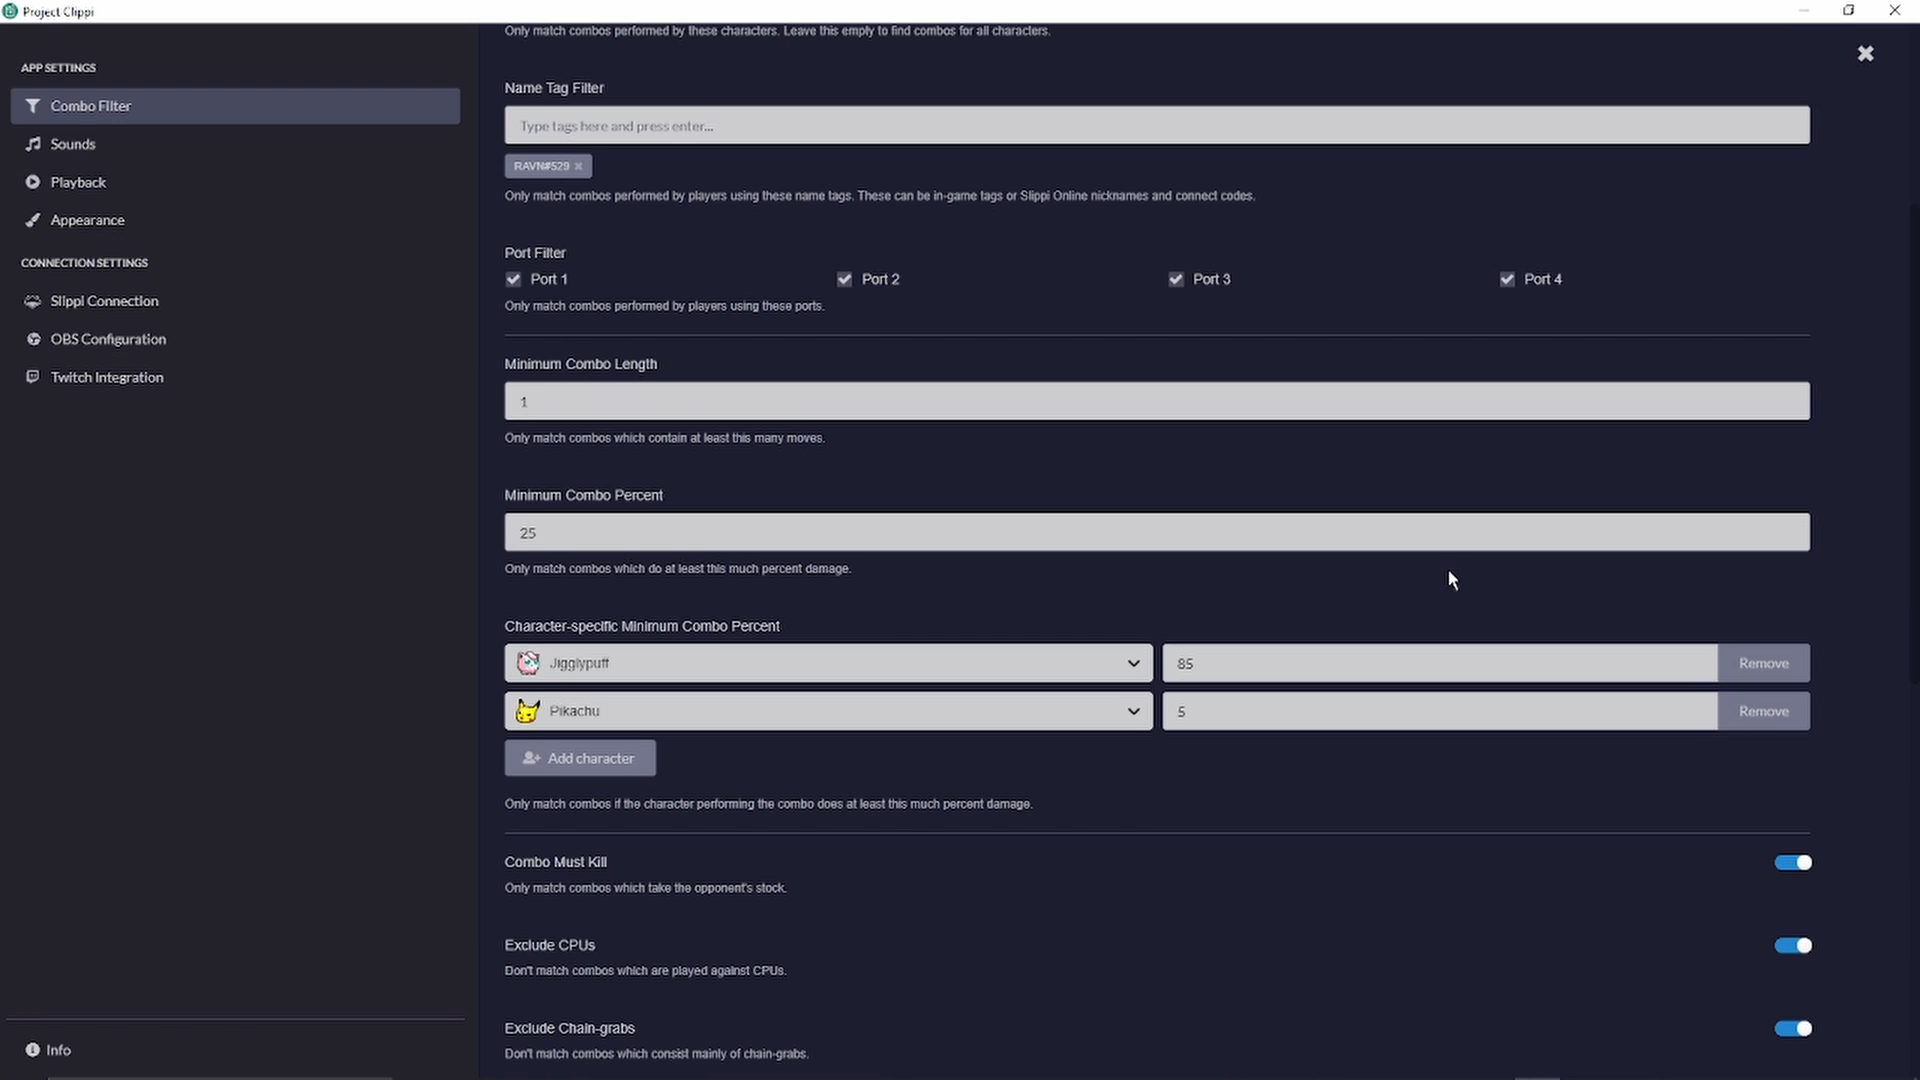 Project Clippi
Only match combos performed by these characters. Leave this empty to find combos for all characters.
APP SETTINGS
Combo Filter
Sounds
Playback
Appearance
CONNECTION SETTINGS
Slippi Connection
OBS Configuration
Twitch Integration
Info
Name Tag Filter
Type tags here and press enter...
RAVN#529
Only match combos performed by players using these name tags. These can be in-game tags or Slippi Online nicknames and connect codes.
Port Filter
Port 1 Port 2 Port 3 Port 4
Only match combos performed by players using these ports.
Minimum Combo Length
1
Only match combos which contain at least this many moves.
Minimum Combo Percent
25
Only match combos which do at least this much percent damage.
Character-specific Minimum Combo Percent
Jigglypuff 85 Remove
Pikachu 5 Remove
Add character
Only match combos if the character performing the combo does at least this much percent damage.
Combo Must Kill
Only match combos which take the opponent's stock.
Exclude CPUs
Don't match combos which are played against CPUs.
Exclude Chain-grabs
Don't match combos which consist mainly of chain-grabs.